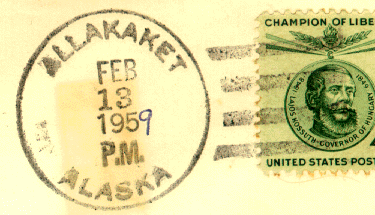 ALLAKAKET
FEB
13
1959
P.M.
ALASKA
CHAMPION OF LIBE
LAJOS KOSSUTH-GOVERNOR OF HUNGARY
UNITED STATES POST